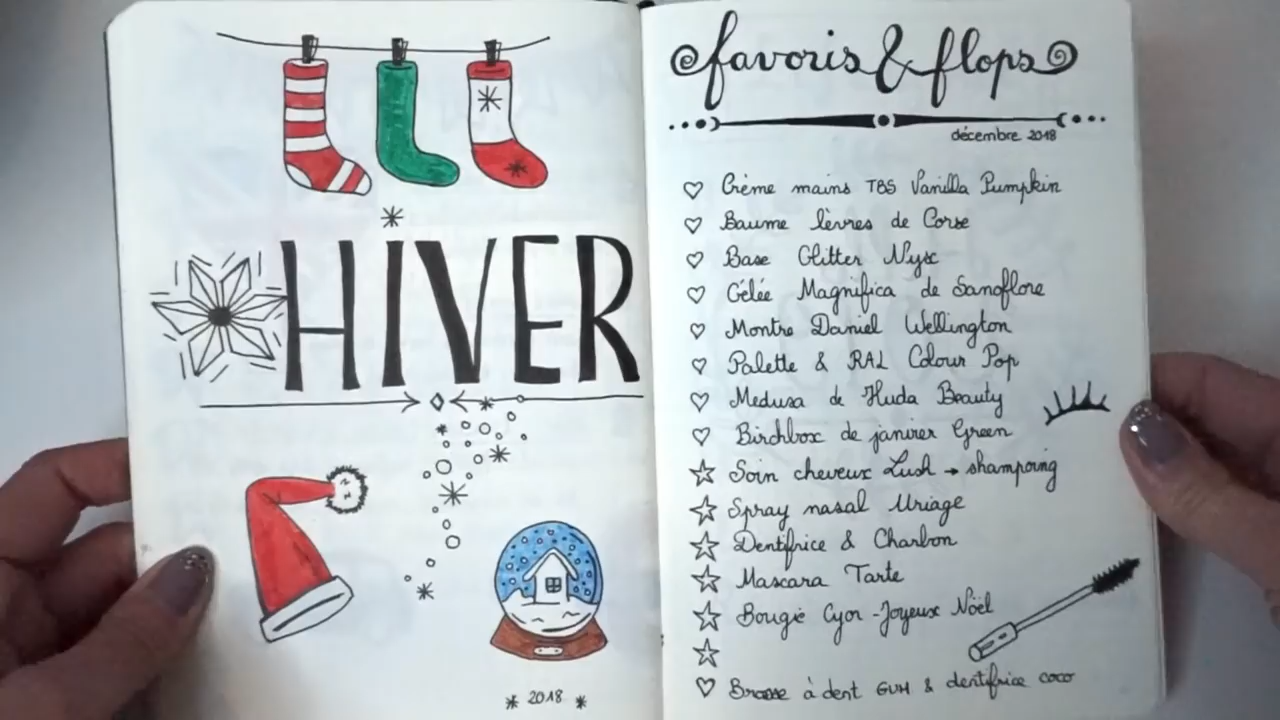 HIVER
2018
favoris & flops
décembre 2018
Crème mains TBS Vanilla Pumpkin
Baume lèvres de Corse
Base Glitter Nyx
Gélée Magnifica de Sanoflore
Montre Daniel Wellington
Palette & RAL Colour Pop
Medusa de Huda Beauty
Birchbox de janvier Green
Soin cheveux Lush → shampoing
Spray nasal Uriage
Dentifrice & Charbon
Mascara Tarte
Bougie Cyor - Joyeux Noël
Brosse à dent GUM & dentifrice coco